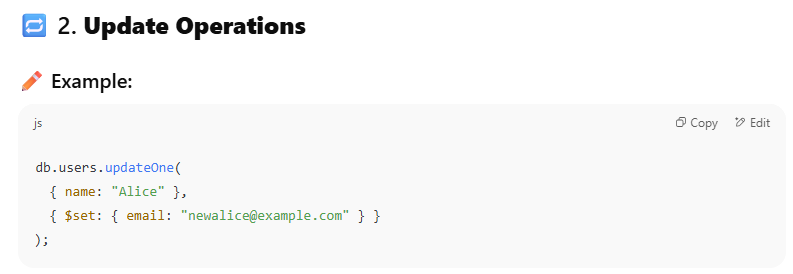 🔁 2. Update Operations
🖍️ Example:
js
Copy
Edit
db.users.updateOne(
  { name: "Alice" },
  { $set: { email: "newalice@example.com" } }
);